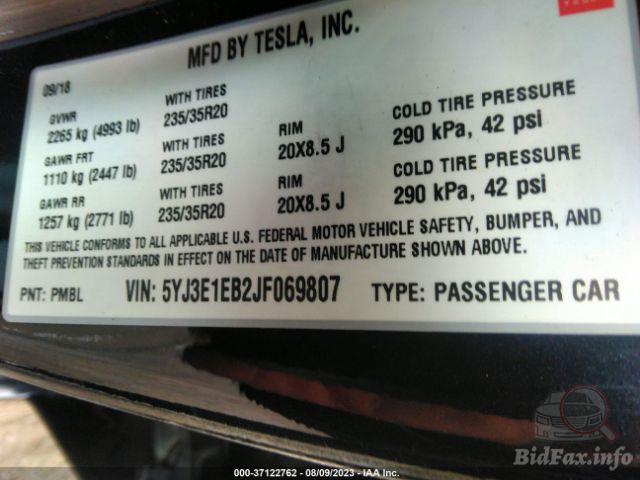 MFD BY TESLA, INC.
09/18
GVWR WITH TIRES
2265 kg (4993 lb) 235/35R20 RIM COLD TIRE PRESSURE
GAWR FRT WITH TIRES 20X8.5 J 290 kPa, 42 psi
1110 kg (2447 lb) 235/35R20 RIM COLD TIRE PRESSURE
GAWR RR WITH TIRES 20X8.5 J 290 kPa, 42 psi
1257 kg (2771 lb) 235/35R20
THIS VEHICLE CONFORMS TO ALL APPLICABLE U.S. FEDERAL MOTOR VEHICLE SAFETY, BUMPER, AND
THEFT PREVENTION STANDARDS IN EFFECT ON THE DATE OF MANUFACTURE SHOWN ABOVE.
PNT: PMBL VIN: 5YJ3E1EB2JF069807 TYPE: PASSENGER CAR
BidFax.info
000-37122762 - 08/09/2023 - IAA Inc.